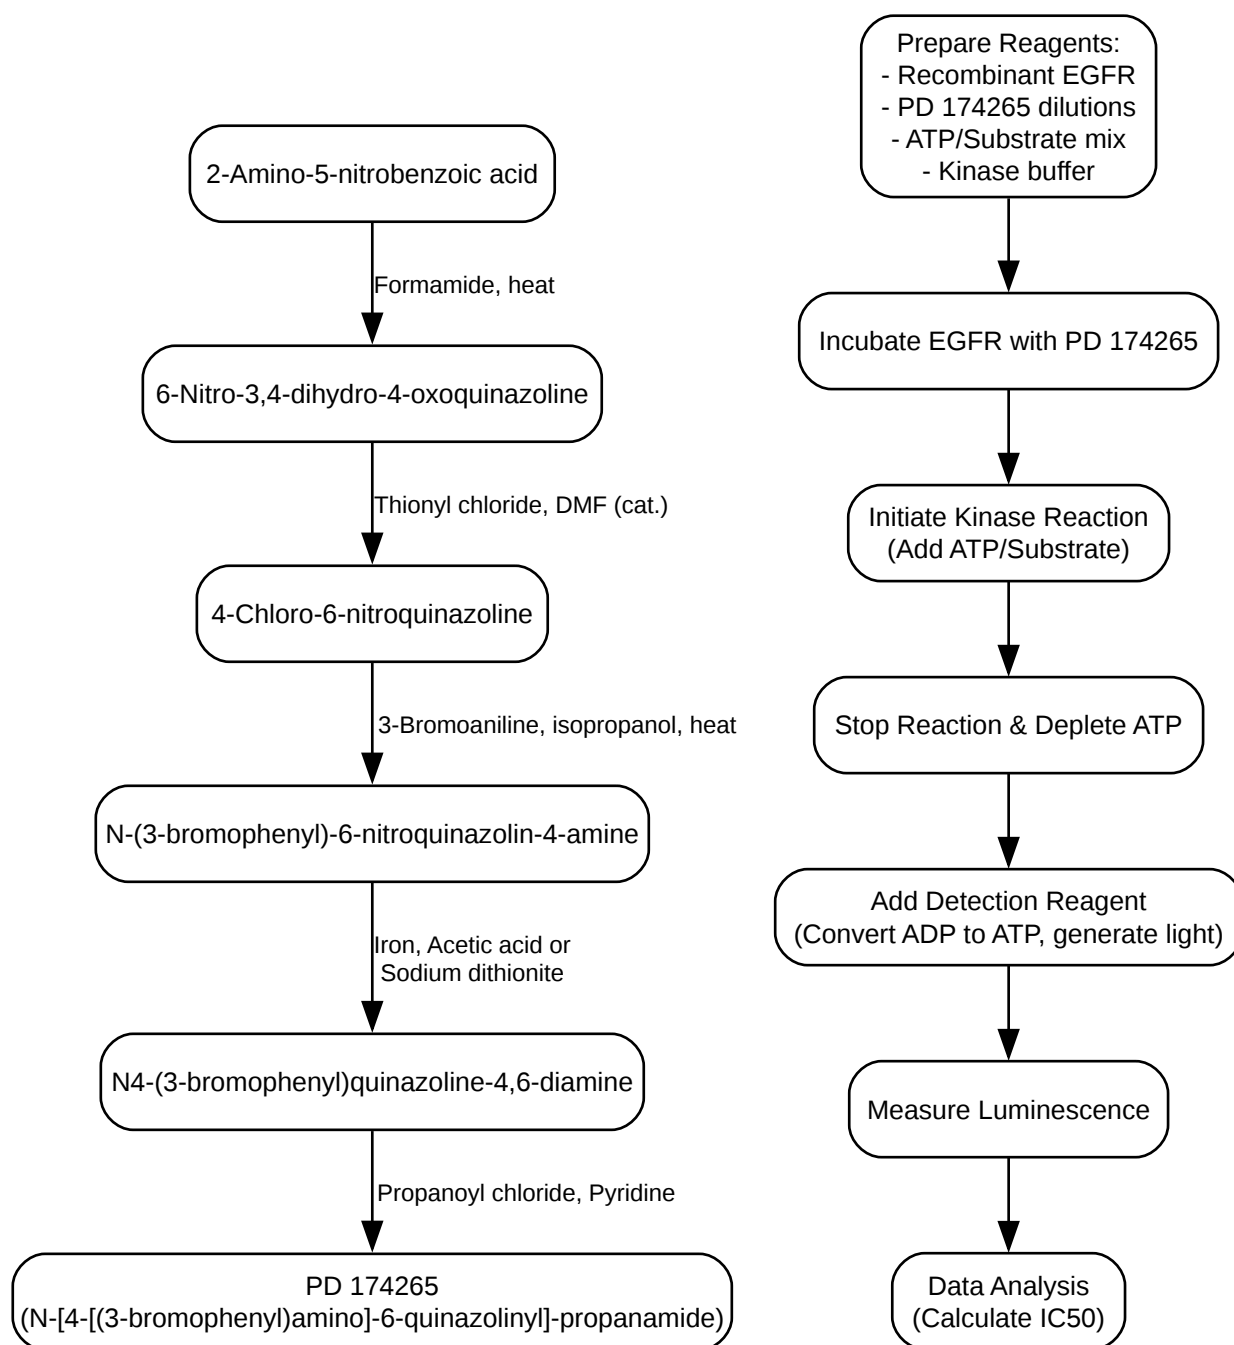 2-Amino-5-nitrobenzoic acid
Formamide, heat
6-Nitro-3,4-dihydro-4-oxoquinazoline
Thionyl chloride, DMF (cat.)
4-Chloro-6-nitroquinazoline
3-Bromoaniline, isopropanol, heat
N-(3-bromophenyl)-6-nitroquinazolin-4-amine
Iron, Acetic acid or
Sodium dithionite
N4-(3-bromophenyl)quinazoline-4,6-diamine
Propanoyl chloride, Pyridine
PD 174265
(N-[4-[(3-bromophenyl)amino]-6-quinazolinyl]-propanamide)
Prepare Reagents:
- Recombinant EGFR
- PD 174265 dilutions
- ATP/Substrate mix
- Kinase buffer
Incubate EGFR with PD 174265
Initiate Kinase Reaction
(Add ATP/Substrate)
Stop Reaction & Deplete ATP
Add Detection Reagent
(Convert ADP to ATP, generate light)
Measure Luminescence
Data Analysis
(Calculate IC50)